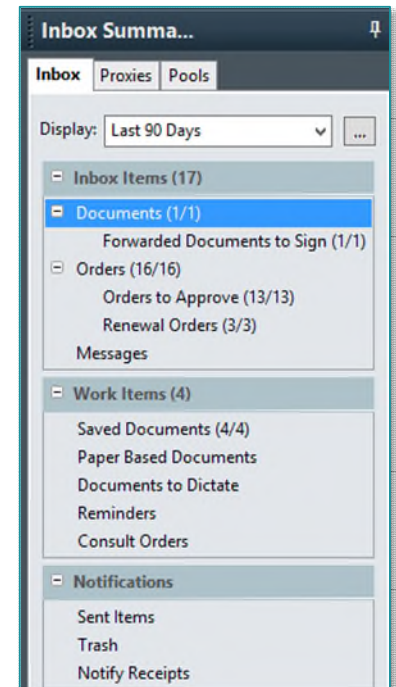 Inbox Summa...
Inbox Proxies Pools
Display: Last 90 Days ...
Inbox Items (17)
Documents (1/1)
Forwarded Documents to Sign (1/1)
Orders (16/16)
Orders to Approve (13/13)
Renewal Orders (3/3)
Messages
Work Items (4)
Saved Documents (4/4)
Paper Based Documents
Documents to Dictate
Reminders
Consult Orders
Notifications
Sent Items
Trash
Notify Receipts